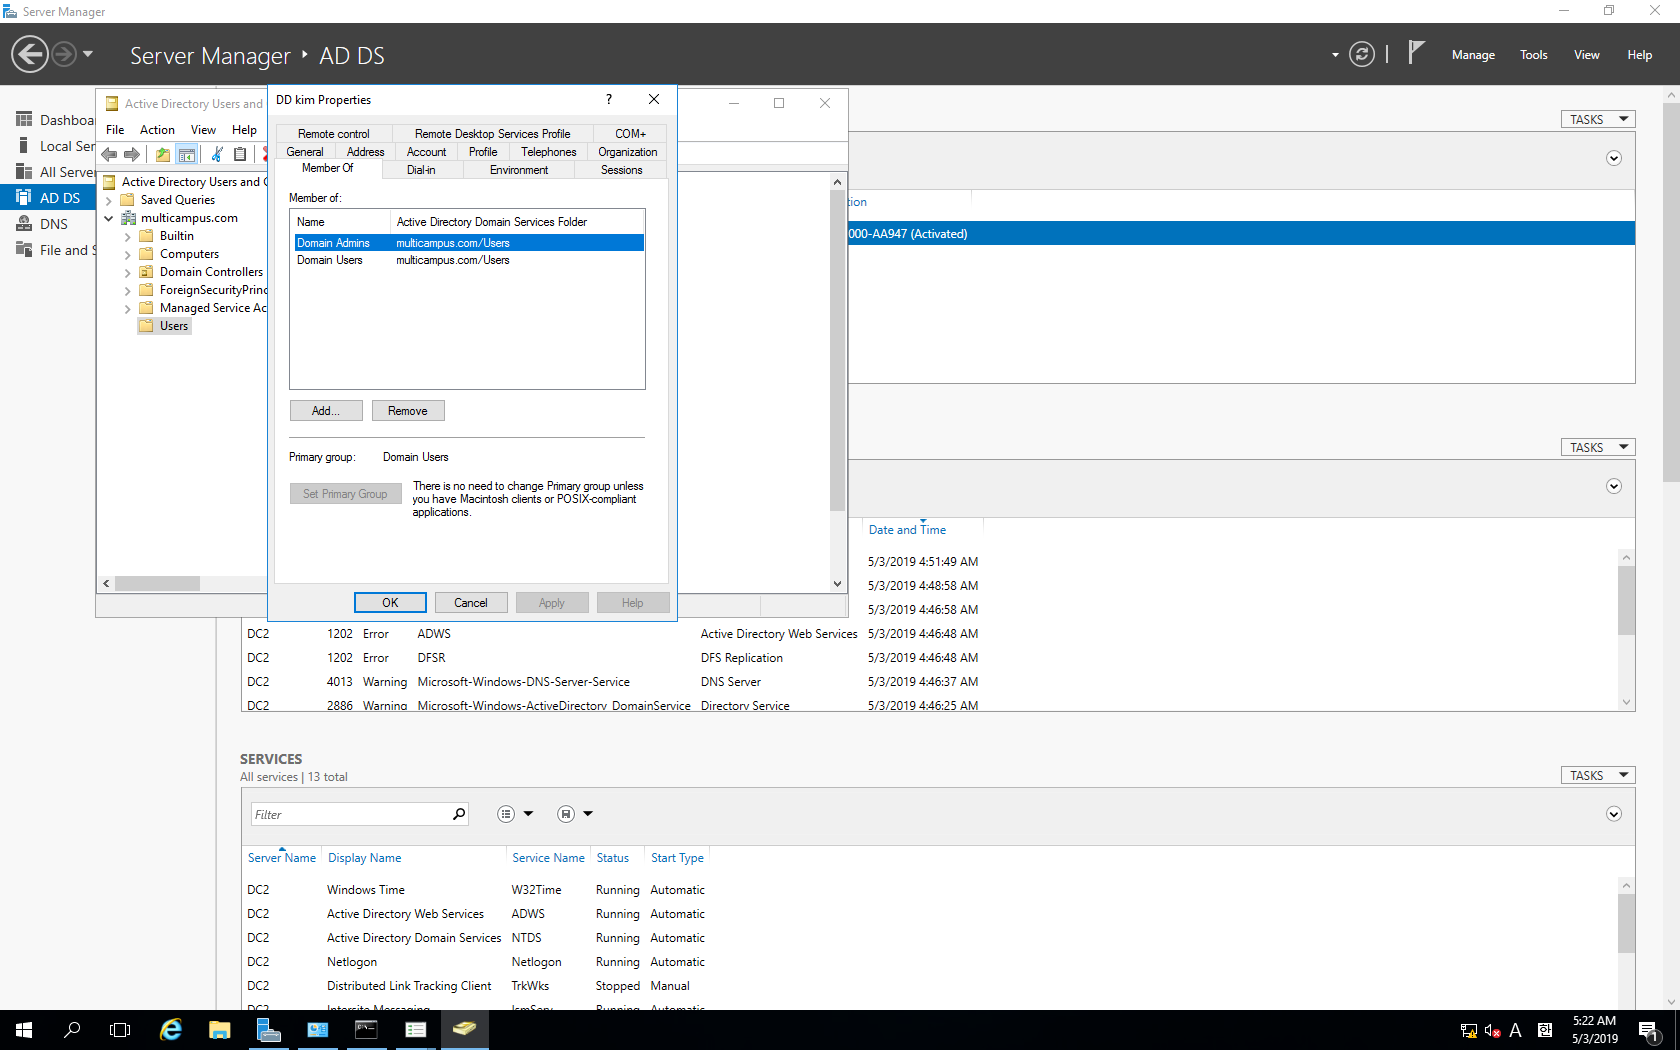 Server Manager
Server Manager ‣ AD DS
Manage Tools View Help
Dashboa
Local Ser
All Server
AD DS
DNS
File and S
Active Directory Users and
File Action View Help
Active Directory Users and C
Saved Queries
multicampus.com
Builtin
Computers
Domain Controllers
ForeignSecurityPrinc
Managed Service Ac
Users
DD kim Properties
?
Remote control Remote Desktop Services Profile COM+
General Address Account Profile Telephones Organization
Member Of Dial-in Environment Sessions
Member of:
Name Active Directory Domain Services Folder
Domain Admins multicampus.com/Users
Domain Users multicampus.com/Users
Add... Remove
Primary group: Domain Users
Set Primary Group
There is no need to change Primary group unless
you have Macintosh clients or POSIX-compliant
applications.
OK Cancel Apply Help
TASKS
tion
000-AA947 (Activated)
TASKS
Date and Time
5/3/2019 4:51:49 AM
5/3/2019 4:48:58 AM
5/3/2019 4:46:58 AM
DC2 1202 Error ADWS Active Directory Web Services 5/3/2019 4:46:48 AM
DC2 1202 Error DFSR DFS Replication 5/3/2019 4:46:48 AM
DC2 4013 Warning Microsoft-Windows-DNS-Server-Service DNS Server 5/3/2019 4:46:37 AM
DC2 2886 Warning Microsoft-Windows-ActiveDirectory_DomainService Directory Service 5/3/2019 4:46:25 AM
SERVICES
All services | 13 total
TASKS
Filter
Server Name Display Name Service Name Status Start Type
DC2 Windows Time W32Time Running Automatic
DC2 Active Directory Web Services ADWS Running Automatic
DC2 Active Directory Domain Services NTDS Running Automatic
DC2 Netlogon Netlogon Running Automatic
DC2 Distributed Link Tracking Client TrkWks Stopped Manual
DC2 Intersite Messaging IsmServ Running Automatic
A
5:22 AM
5/3/2019
1